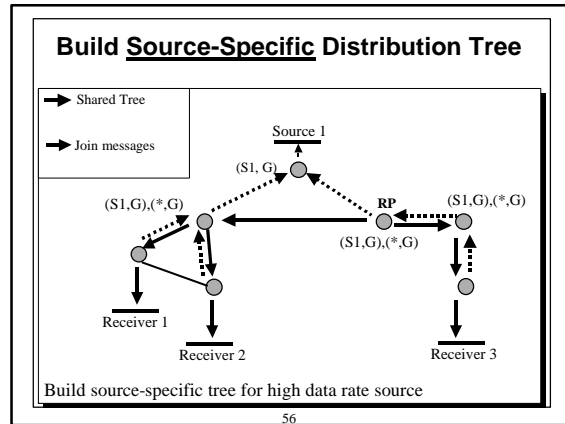 Build Source-Specific Distribution Tree
Shared Tree
Join messages
Source 1
(S1, G)
(S1,G),(*,G)
RP
(S1,G),(*,G)
(S1,G),(*,G)
Receiver 1
Receiver 2
Receiver 3
Build source-specific tree for high data rate source
56